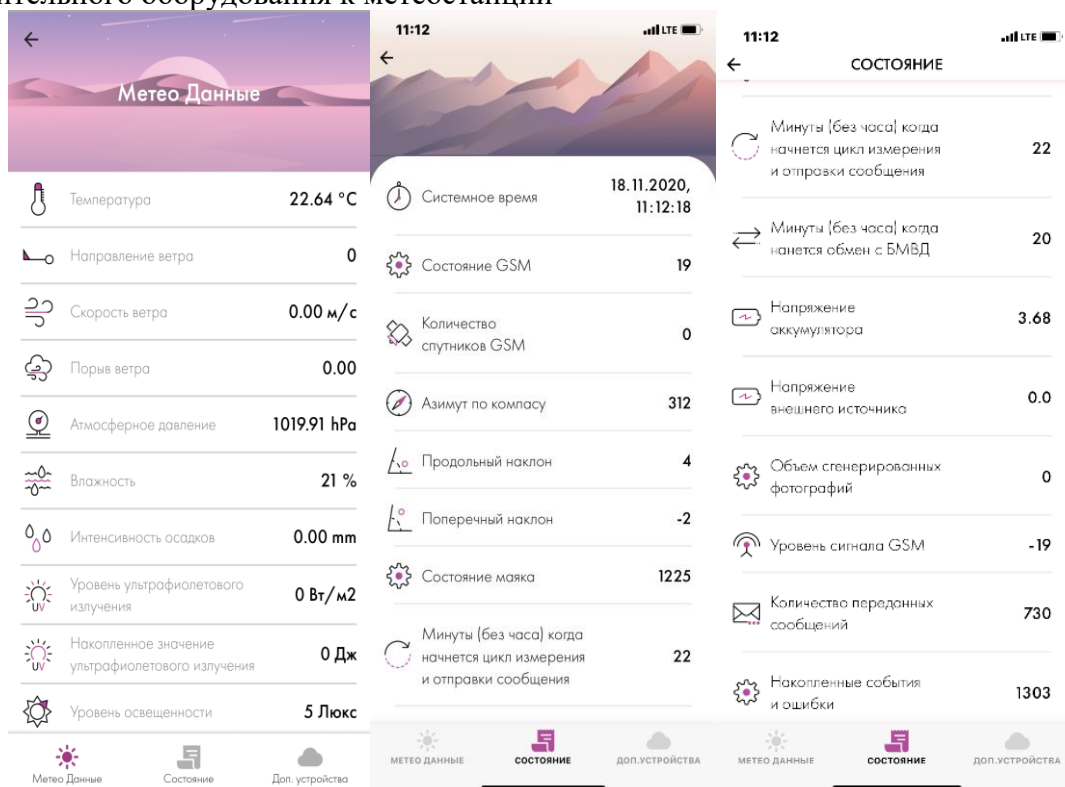 ительного оборудования к метеостанции
Метео Данные
Температура 22.64 °C
Направление ветра 0
Скорость ветра 0.00 м/с
Порыв ветра 0.00
Атмосферное давление 1019.91 hPa
Влажность 21 %
Интенсивность осадков 0.00 mm
Уровень ультрафиолетового
излучения 0 Вт/м2
UV
Накопленное значение
ультрафиолетового излучения 0 Дж
UV
Уровень освещенности 5 Люкс
Метео Данные Состояние Доп. устройства
11:12 LTE
Системное время 18.11.2020,
11:12:18
Состояние GSM 19
Количество
спутников GSM 0
Азимут по компасу 312
Продольный наклон 4
Поперечный наклон -2
Состояние маяка 1225
Минуты (без часа) когда
начнется цикл измерения 22
и отправки сообщения
МЕТЕО ДАННЫЕ СОСТОЯНИЕ ДОП.УСТРОЙСТВА
11:12 LTE
СОСТОЯНИЕ
Минуты (без часа) когда
начнется цикл измерения 22
и отправки сообщения
Минуты (без часа) когда
нанется обмен с БМВД 20
Напряжение
аккумулятора 3.68
Напряжение
внешнего источника 0.0
Объем сгенерированных
фотографий 0
Уровень сигнала GSM -19
Количество переданных
сообщений 730
Накопленные события
и ошибки 1303
МЕТЕО ДАННЫЕ СОСТОЯНИЕ ДОП.УСТРОЙСТВА